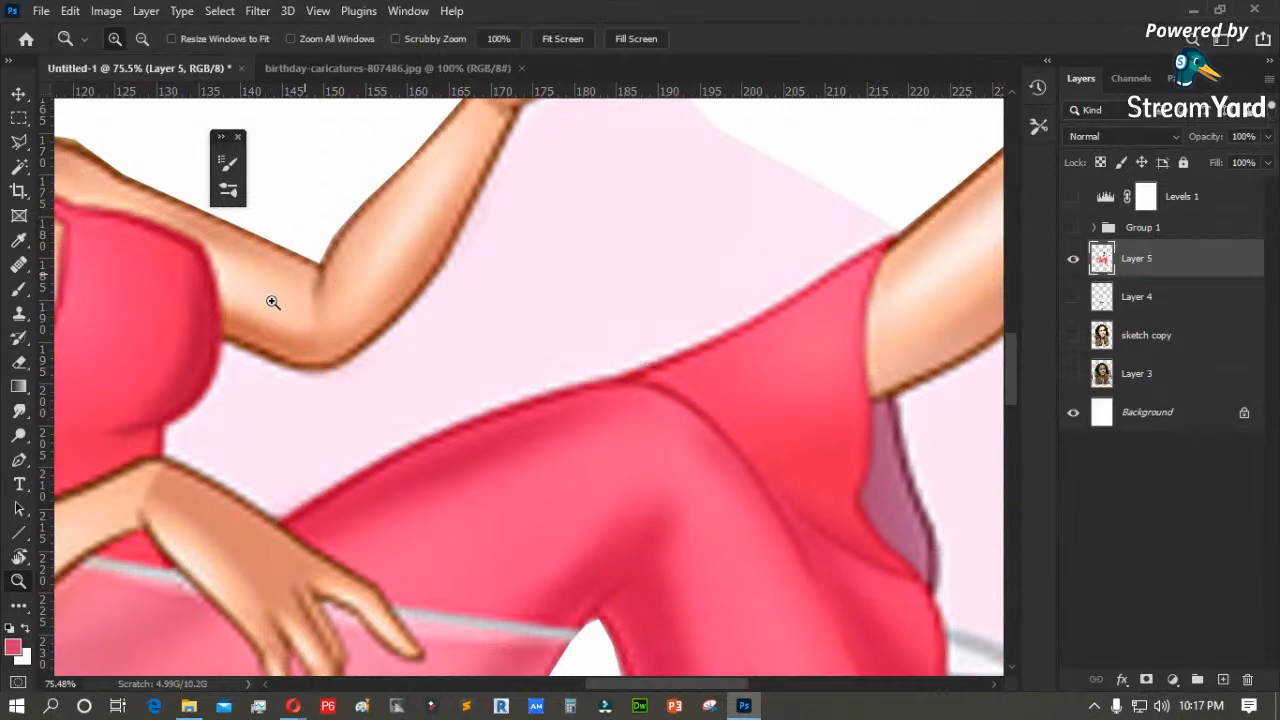 File Edit Image Layer Type Select Filter 3D View Plugins Window Help
Powered by
StreamYard
Resize Windows to Fit Zoom All Windows Scrubby Zoom 100% Fit Screen Fill Screen
Untitled-1 @ 75.5% (Layer 5, RGB/8) * × birthday-caricatures-807486.jpg @ 100% (RGB/8#) ×
120 125 130 135 140 145 150 155 160 165 170 175 180 185 190 195 200 205 210 215 220
Layers Channels
Kind
Normal Opacity: 100%
Lock: Fill: 100%
Levels 1
Group 1
Layer 5
Layer 4
sketch copy
Layer 3
Background
75.48% Scratch: 4.99G/10.2G
10:17 PM